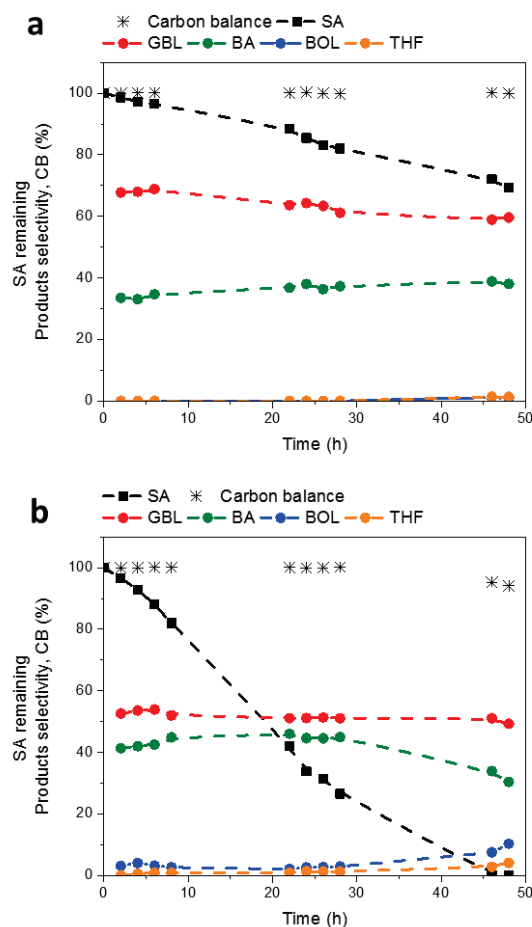 a
Carbon balance SA
GBL BA BOL THF
100
80
60
40
20
0
SA remaining
Products selectivity, CB (%)
0 10 20 30 40 50
Time (h)
b
SA Carbon balance
GBL BA BOL THF
100
80
60
40
20
0
SA remaining
Products selectivity, CB (%)
0 10 20 30 40 50
Time (h)